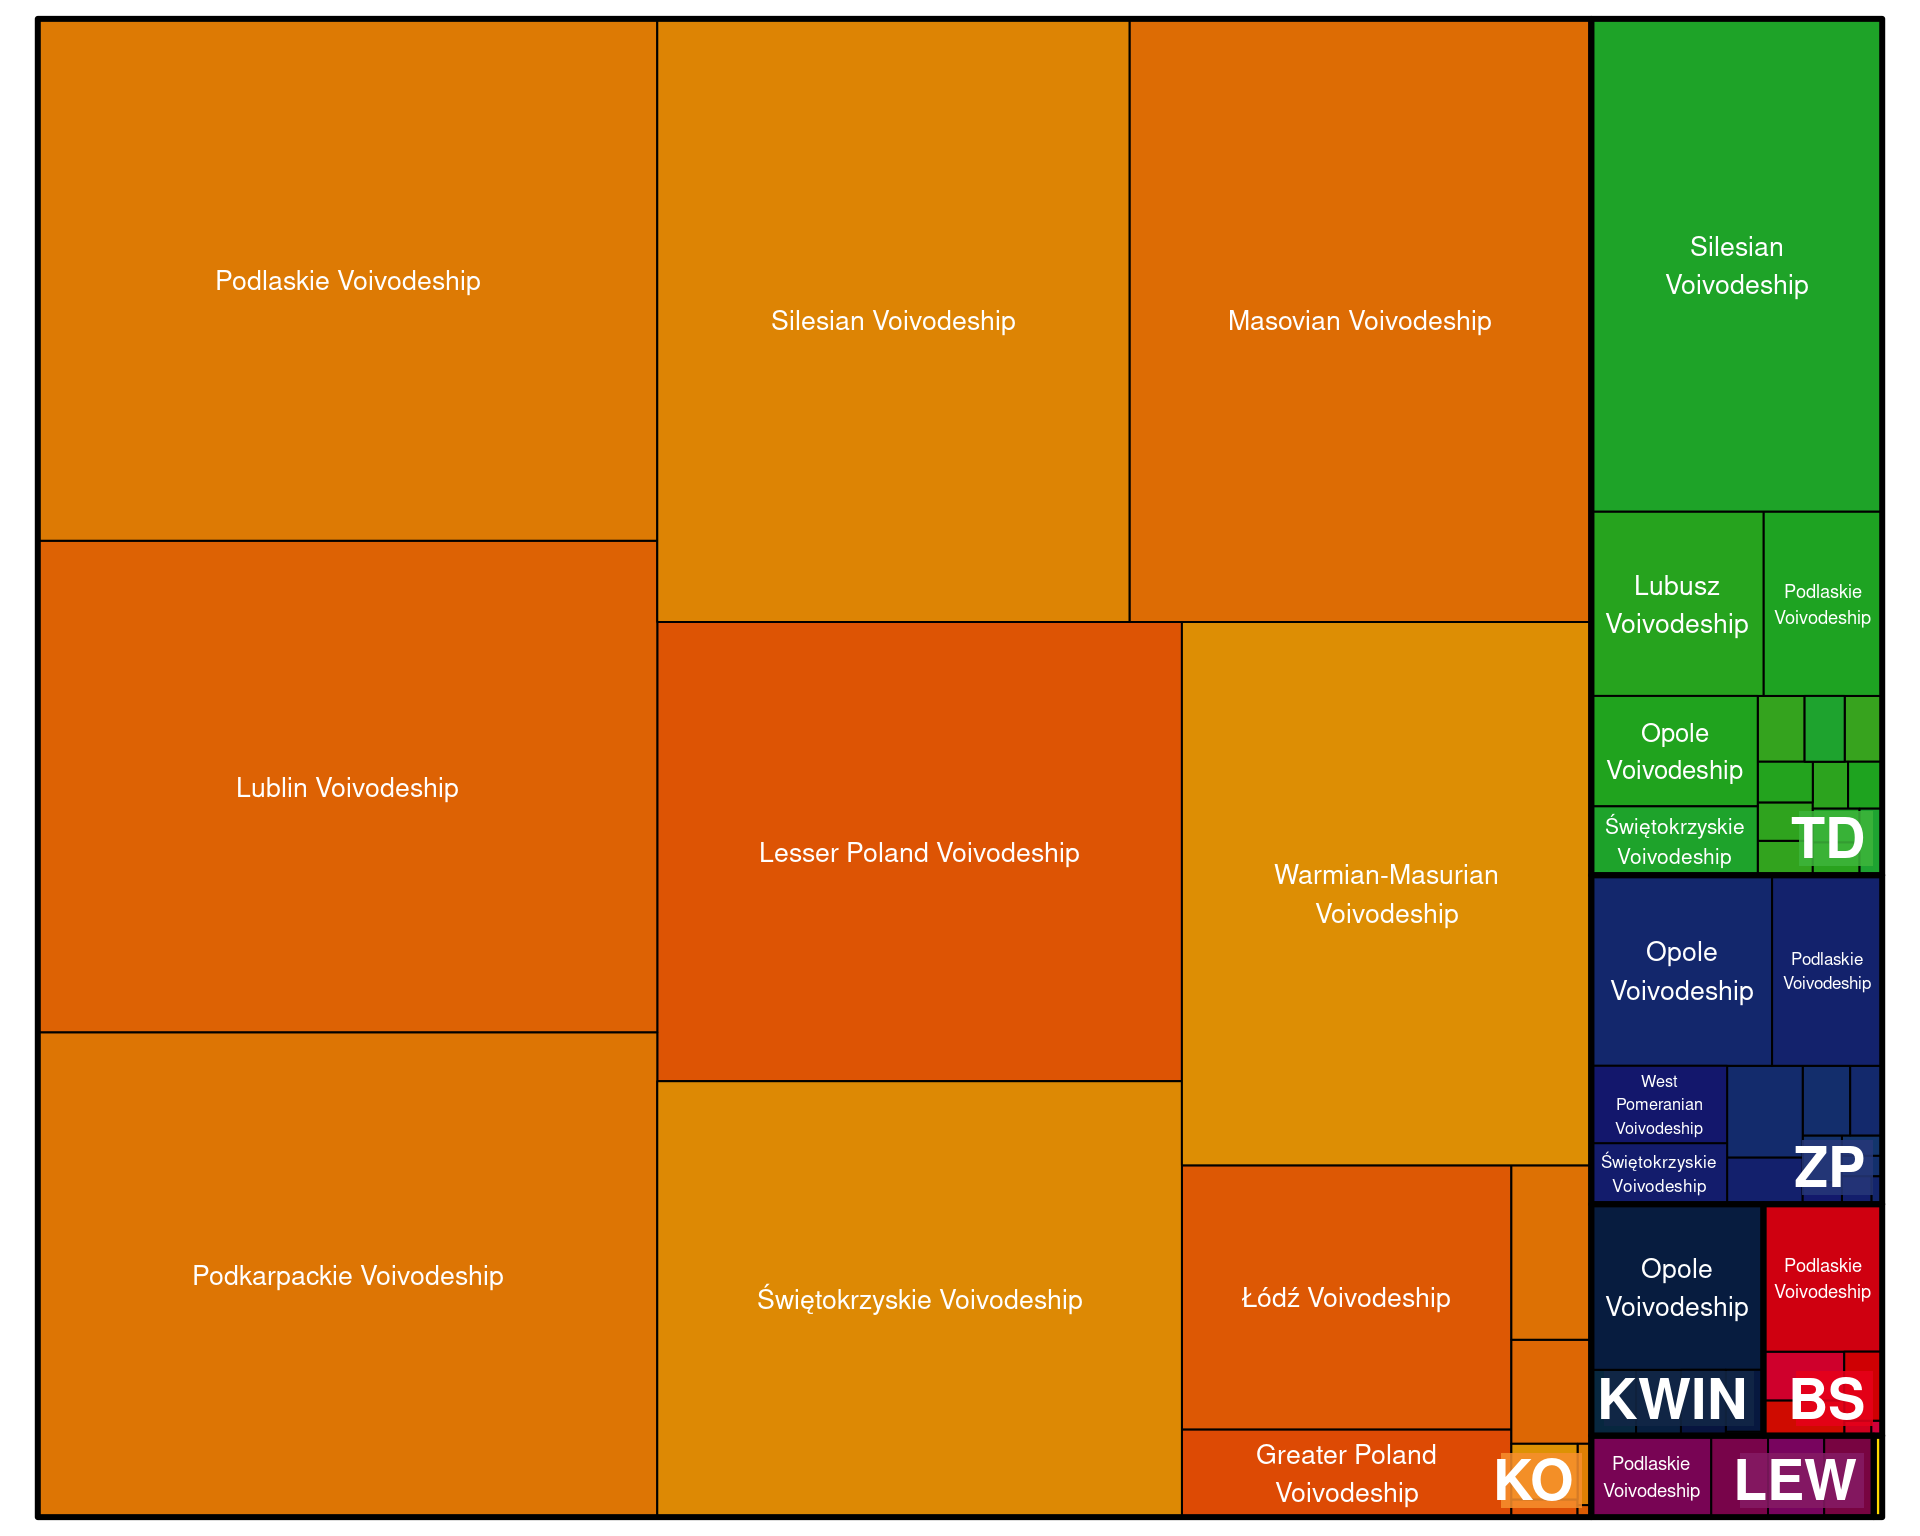 Podlaskie Voivodeship
Lublin Voivodeship
Podkarpackie Voivodeship
Silesian Voivodeship
Masovian Voivodeship
Lesser Poland Voivodeship
Warmian-Masurian
Voivodeship
Świętokrzyskie Voivodeship
Łódź Voivodeship
Greater Poland
Voivodeship
KO
Silesian
Voivodeship
Lubusz
Voivodeship
Podlaskie
Voivodeship
Opole
Voivodeship
Świętokrzyskie
Voivodeship
TD
Opole
Voivodeship
Podlaskie
Voivodeship
West
Pomeranian
Voivodeship
Świętokrzyskie
Voivodeship
ZP
Opole
Voivodeship
KWIN
Podlaskie
Voivodeship
BS
Podlaskie
Voivodeship
LEW